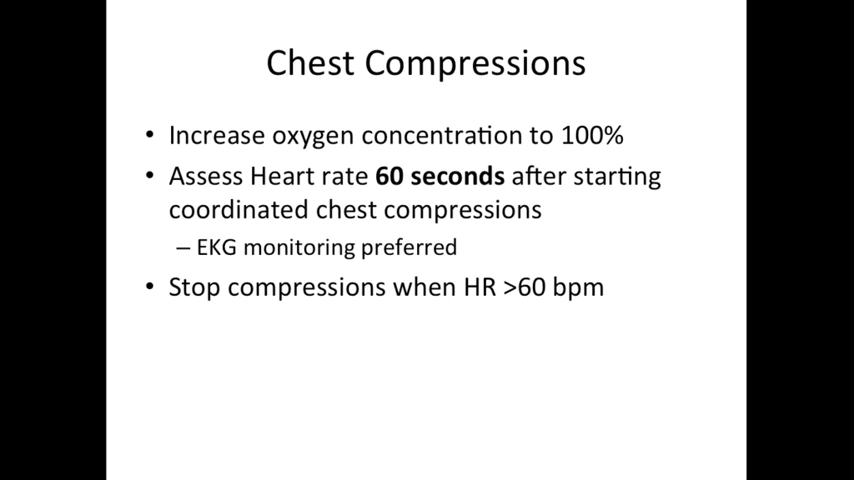 Chest Compressions
• Increase oxygen concentration to 100%
• Assess Heart rate 60 seconds after starting
coordinated chest compressions
– EKG monitoring preferred
• Stop compressions when HR >60 bpm